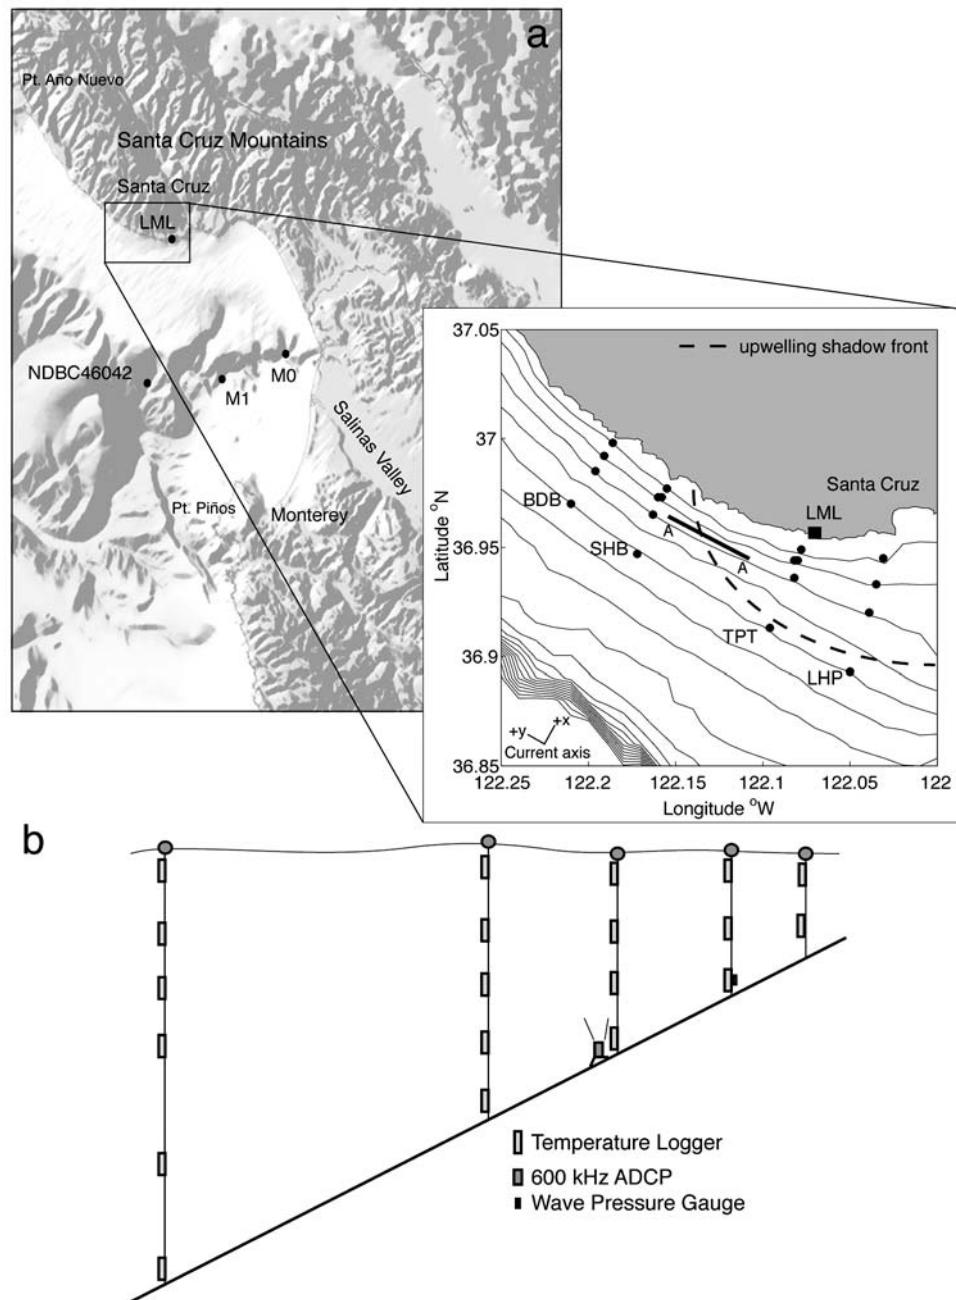 a
Pt. Año Nuevo
Santa Cruz Mountains
Santa Cruz
LML
NDBC46042
M0
M1
Salinas Valley
Pt. Piños
Monterey
37.05
37
36.95
36.9
36.85
Latitude °N
upwelling shadow front
Santa Cruz
LML
BDB
A
SHB
A
TPT
LHP
+y
+x
Current axis
122.25
122.2
122.15
122.1
122.05
122
Longitude °W
b
Temperature Logger
600 kHz ADCP
Wave Pressure Gauge